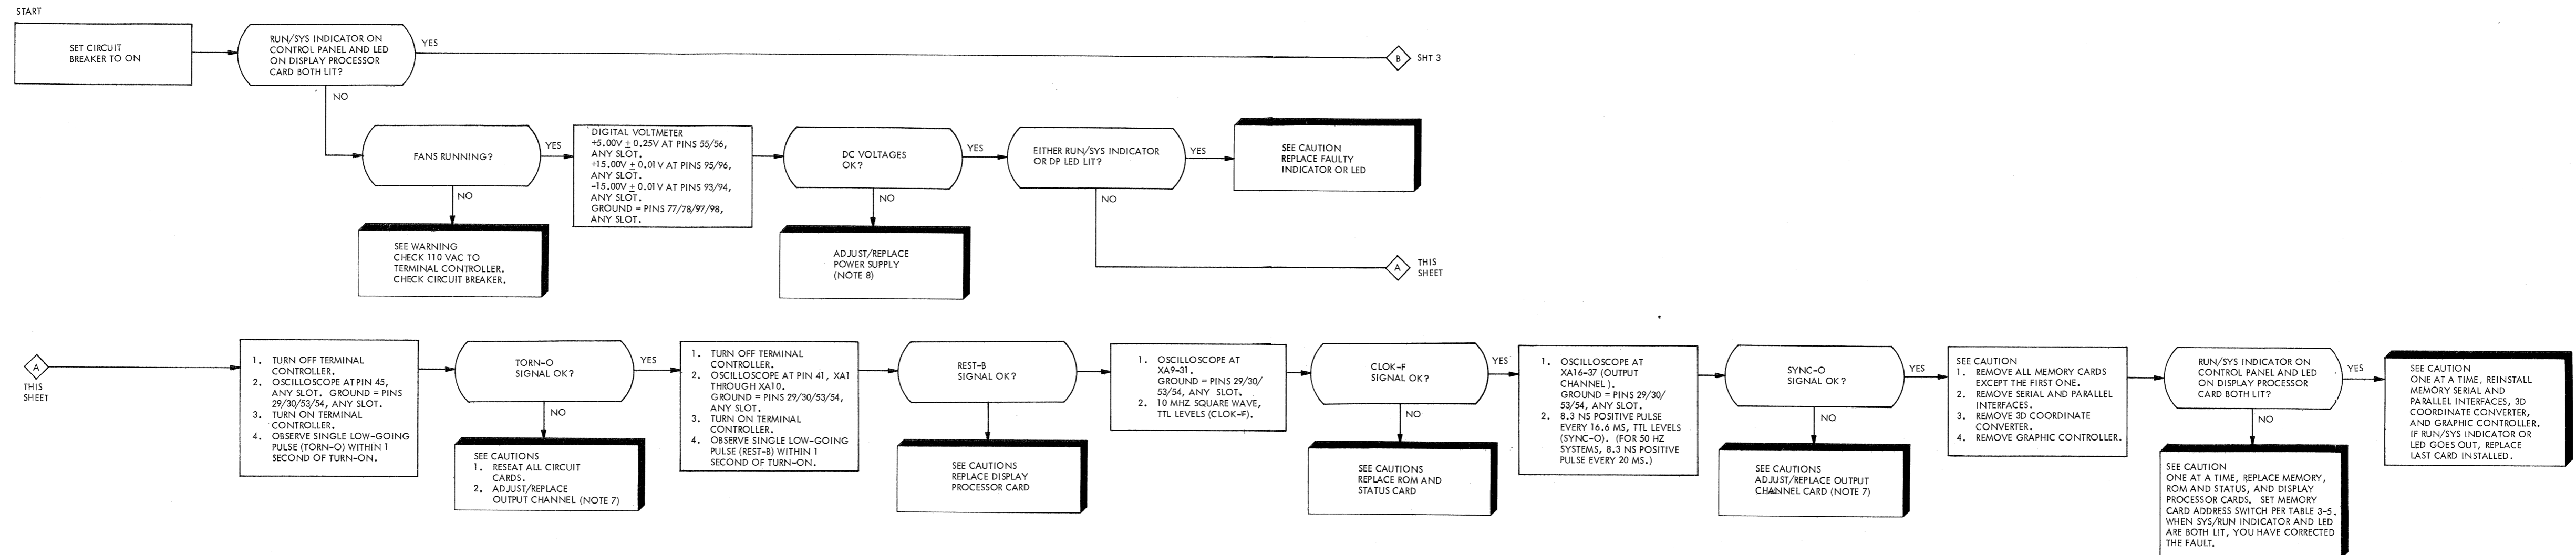 START
SET CIRCUIT
BREAKER TO ON
RUN/SYS INDICATOR ON
CONTROL PANEL AND LED
ON DISPLAY PROCESSOR
CARD BOTH LIT?
YES
B
SHT 3
NO
FANS RUNNING?
YES
DIGITAL VOLTMETER
+5.00V ± 0.25V AT PINS 55/56,
ANY SLOT.
+15.00V ± 0.01V AT PINS 95/96,
ANY SLOT.
-15.00V ± 0.01V AT PINS 93/94,
ANY SLOT.
GROUND = PINS 77/78/97/98,
ANY SLOT.
DC VOLTAGES
OK?
YES
EITHER RUN/SYS INDICATOR
OR DP LED LIT?
YES
SEE CAUTION
REPLACE FAULTY
INDICATOR OR LED
NO
SEE WARNING
CHECK 110 VAC TO
TERMINAL CONTROLLER.
CHECK CIRCUIT BREAKER.
NO
ADJUST/REPLACE
POWER SUPPLY
(NOTE 8)
NO
A
THIS
SHEET
A
THIS
SHEET
1. TURN OFF TERMINAL
CONTROLLER.
2. OSCILLOSCOPE AT PIN 45,
ANY SLOT. GROUND = PINS
29/30/53/54, ANY SLOT.
3. TURN ON TERMINAL
CONTROLLER.
4. OBSERVE SINGLE LOW-GOING
PULSE (TORN-O) WITHIN 1
SECOND OF TURN-ON.
TORN-O
SIGNAL OK?
YES
NO
SEE CAUTIONS
1. RESEAT ALL CIRCUIT
CARDS.
2. ADJUST/REPLACE
OUTPUT CHANNEL (NOTE 7)
1. TURN OFF TERMINAL
CONTROLLER.
2. OSCILLOSCOPE AT PIN 41, XA1
THROUGH XA10.
GROUND = PINS 29/30/53/54,
ANY SLOT.
3. TURN ON TERMINAL
CONTROLLER.
4. OBSERVE SINGLE LOW-GOING
PULSE (REST-B) WITHIN 1
SECOND OF TURN-ON.
REST-B
SIGNAL OK?
SEE CAUTIONS
REPLACE DISPLAY
PROCESSOR CARD
1. OSCILLOSCOPE AT
XA9-31.
GROUND = PINS 29/30/
53/54, ANY SLOT.
2. 10 MHZ SQUARE WAVE,
TTL LEVELS (CLOK-F).
CLOK-F
SIGNAL OK?
YES
NO
SEE CAUTIONS
REPLACE ROM AND
STATUS CARD
1. OSCILLOSCOPE AT
XA16-37 (OUTPUT
CHANNEL).
GROUND = PINS 29/30/
53/54, ANY SLOT.
2. 8.3 NS POSITIVE PULSE
EVERY 16.6 MS, TTL LEVELS
(SYNC-O). (FOR 50 HZ
SYSTEMS, 8.3 NS POSITIVE
PULSE EVERY 20 MS.)
SYNC-O
SIGNAL OK?
YES
NO
SEE CAUTIONS
ADJUST/REPLACE OUTPUT
CHANNEL CARD (NOTE 7)
SEE CAUTION
1. REMOVE ALL MEMORY CARDS
EXCEPT THE FIRST ONE.
2. REMOVE SERIAL AND PARALLEL
INTERFACES.
3. REMOVE 3D COORDINATE
CONVERTER.
4. REMOVE GRAPHIC CONTROLLER.
RUN/SYS INDICATOR ON
CONTROL PANEL AND LED
ON DISPLAY PROCESSOR
CARD BOTH LIT?
YES
NO
SEE CAUTION
ONE AT A TIME, REPLACE MEMORY,
ROM AND STATUS, AND DISPLAY
PROCESSOR CARDS. SET MEMORY
CARD ADDRESS SWITCH PER TABLE 3-5.
WHEN SYS/RUN INDICATOR AND LED
ARE BOTH LIT, YOU HAVE CORRECTED
THE FAULT.
SEE CAUTION
ONE AT A TIME, REINSTALL
MEMORY SERIAL AND
PARALLEL INTERFACES, 3D
COORDINATE CONVERTER,
AND GRAPHIC CONTROLLER.
IF RUN/SYS INDICATOR OR
LED GOES OUT, REPLACE
LAST CARD INSTALLED.